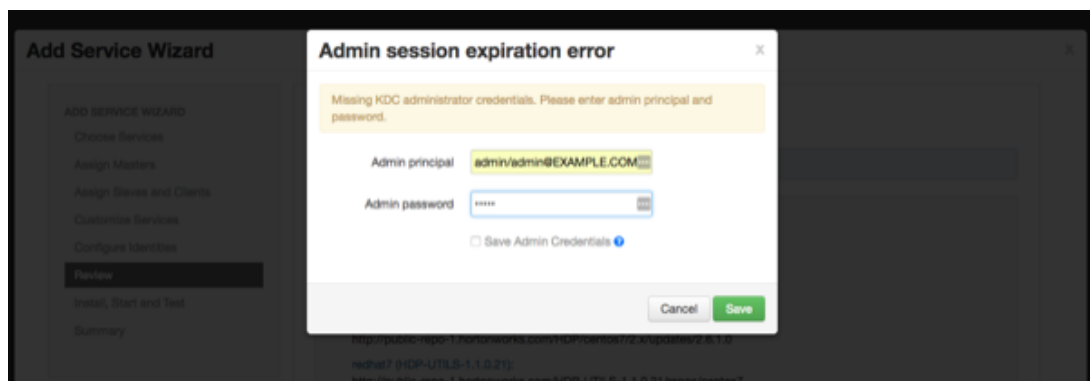 Add Service Wizard
Admin session expiration error
x
x
Missing KDC administrator credentials. Please enter admin principal and
password.
Admin principal
admin/admin@EXAMPLE.COM
Admin password
•••••
Save Admin Credentials ?
Cancel
Save
ADD SERVICE WIZARD
Choose Services
Assign Masters
Assign Slaves and Clients
Customize Services
Configure Identities
Review
Install, Start and Test
Summary
http://public-repo-1.hortonworks.com/HDP/centos7/2.x/updates/2.6.1.0
redhat7 (HDP-UTILS-1.1.0.21):